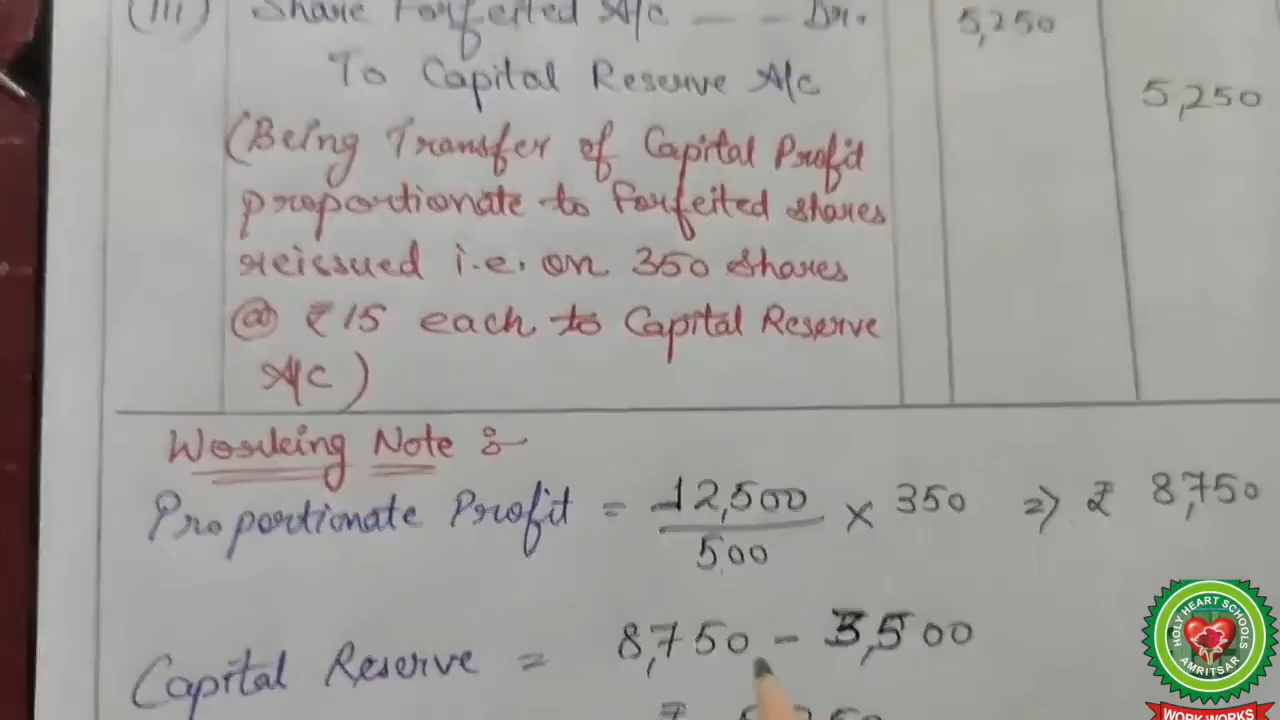 (iii) Share Forfeited A/c — — Dr. 5,250
To Capital Reserve A/c 5,250
(Being Transfer of Capital Profit
proportionate to forfeited shares
reissued i.e. on 350 shares
@ ₹15 each to Capital Reserve
A/c)
Working Note :-
Proportionate Profit = 12,500 / 500 × 350 => ₹ 8,750
Capital Reserve = 8,750 - 3,500
HOLY HEART SCHOOLS
AMRITSAR
WORK WORKS